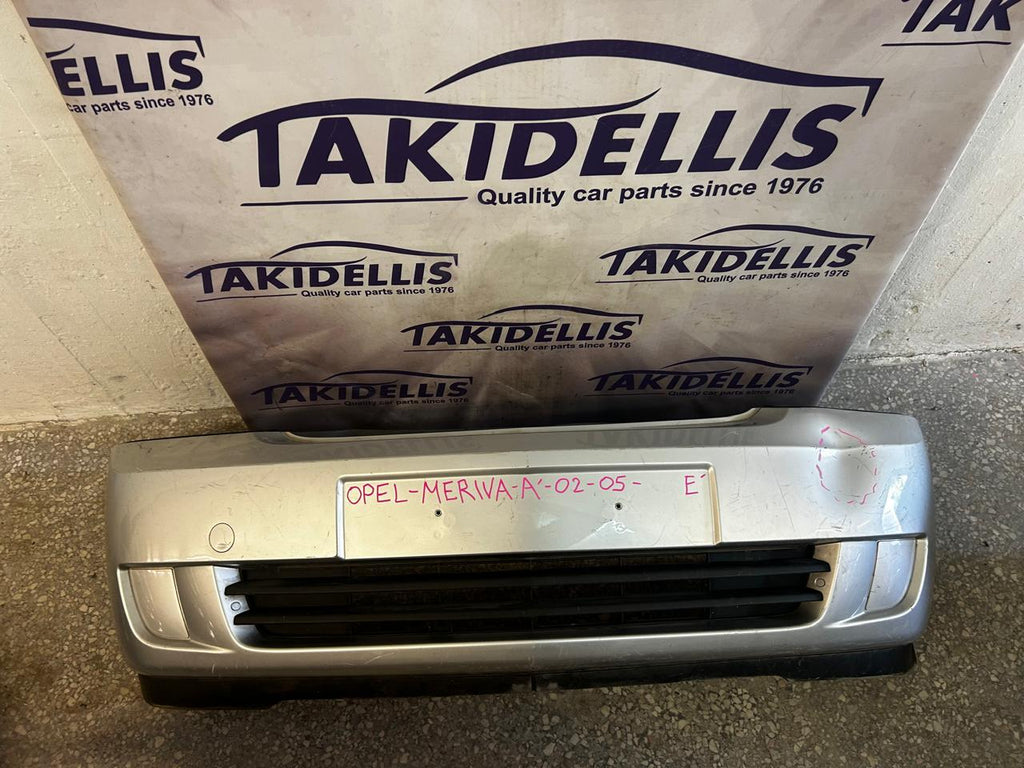 TAK
ELLIS
car parts since 1976
TAKIDELLIS
Quality car parts since 1976
TAKIDELLIS
Quality car parts since 1976
TAKIDELLIS
Quality car parts since 1976
TAKIDELLIS
Quality car parts since 1976
TAKIDELLIS
Quality car parts since 1976
TAKIDELLIS
Quality car parts since 1976
OPEL-MERIVA-A'-02-05- E'